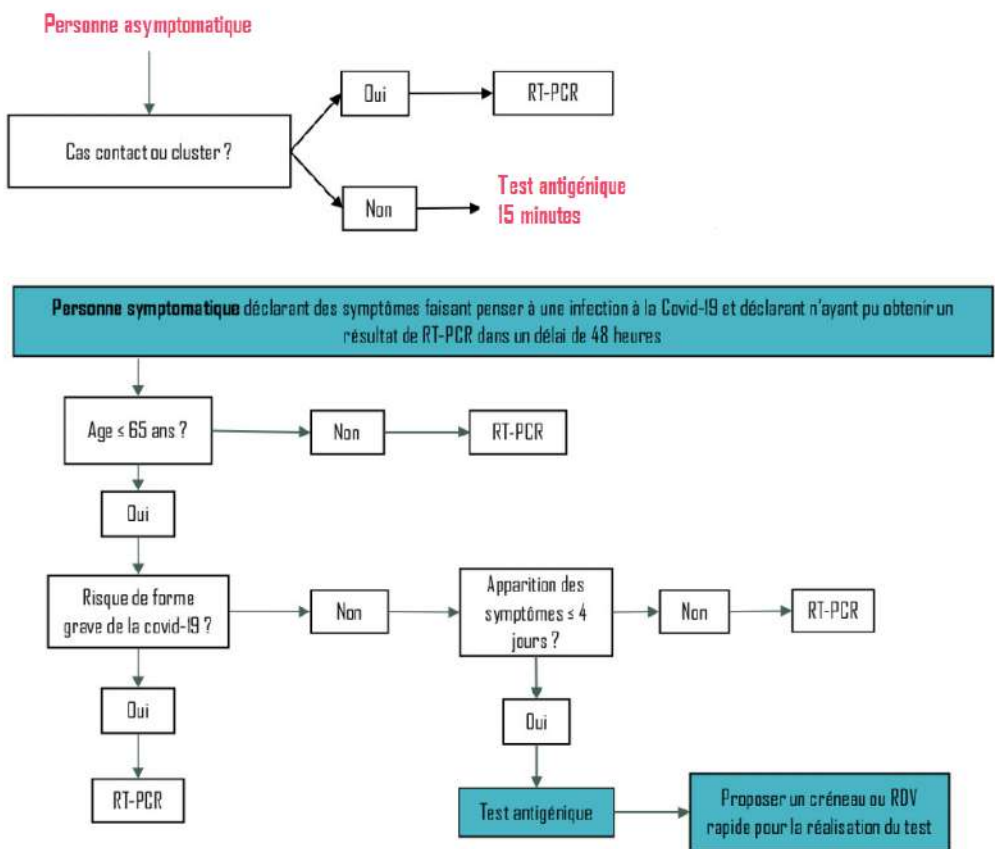 Personne asymptomatique
Oui
RT-PCR
Cas contact ou cluster ?
Non
Test antigénique
15 minutes
Personne symptomatique déclarant des symptômes faisant penser à une infection à la Covid-19 et déclarant n'ayant pu obtenir un
résultat de RT-PCR dans un délai de 48 heures
Age ≤ 65 ans ?
Non
RT-PCR
Oui
Risque de forme
grave de la covid-19 ?
Non
Apparition des
symptômes ≤ 4
jours ?
Non
RT-PCR
Oui
Oui
RT-PCR
Test antigénique
Proposer un créneau ou RDV
rapide pour la réalisation du test